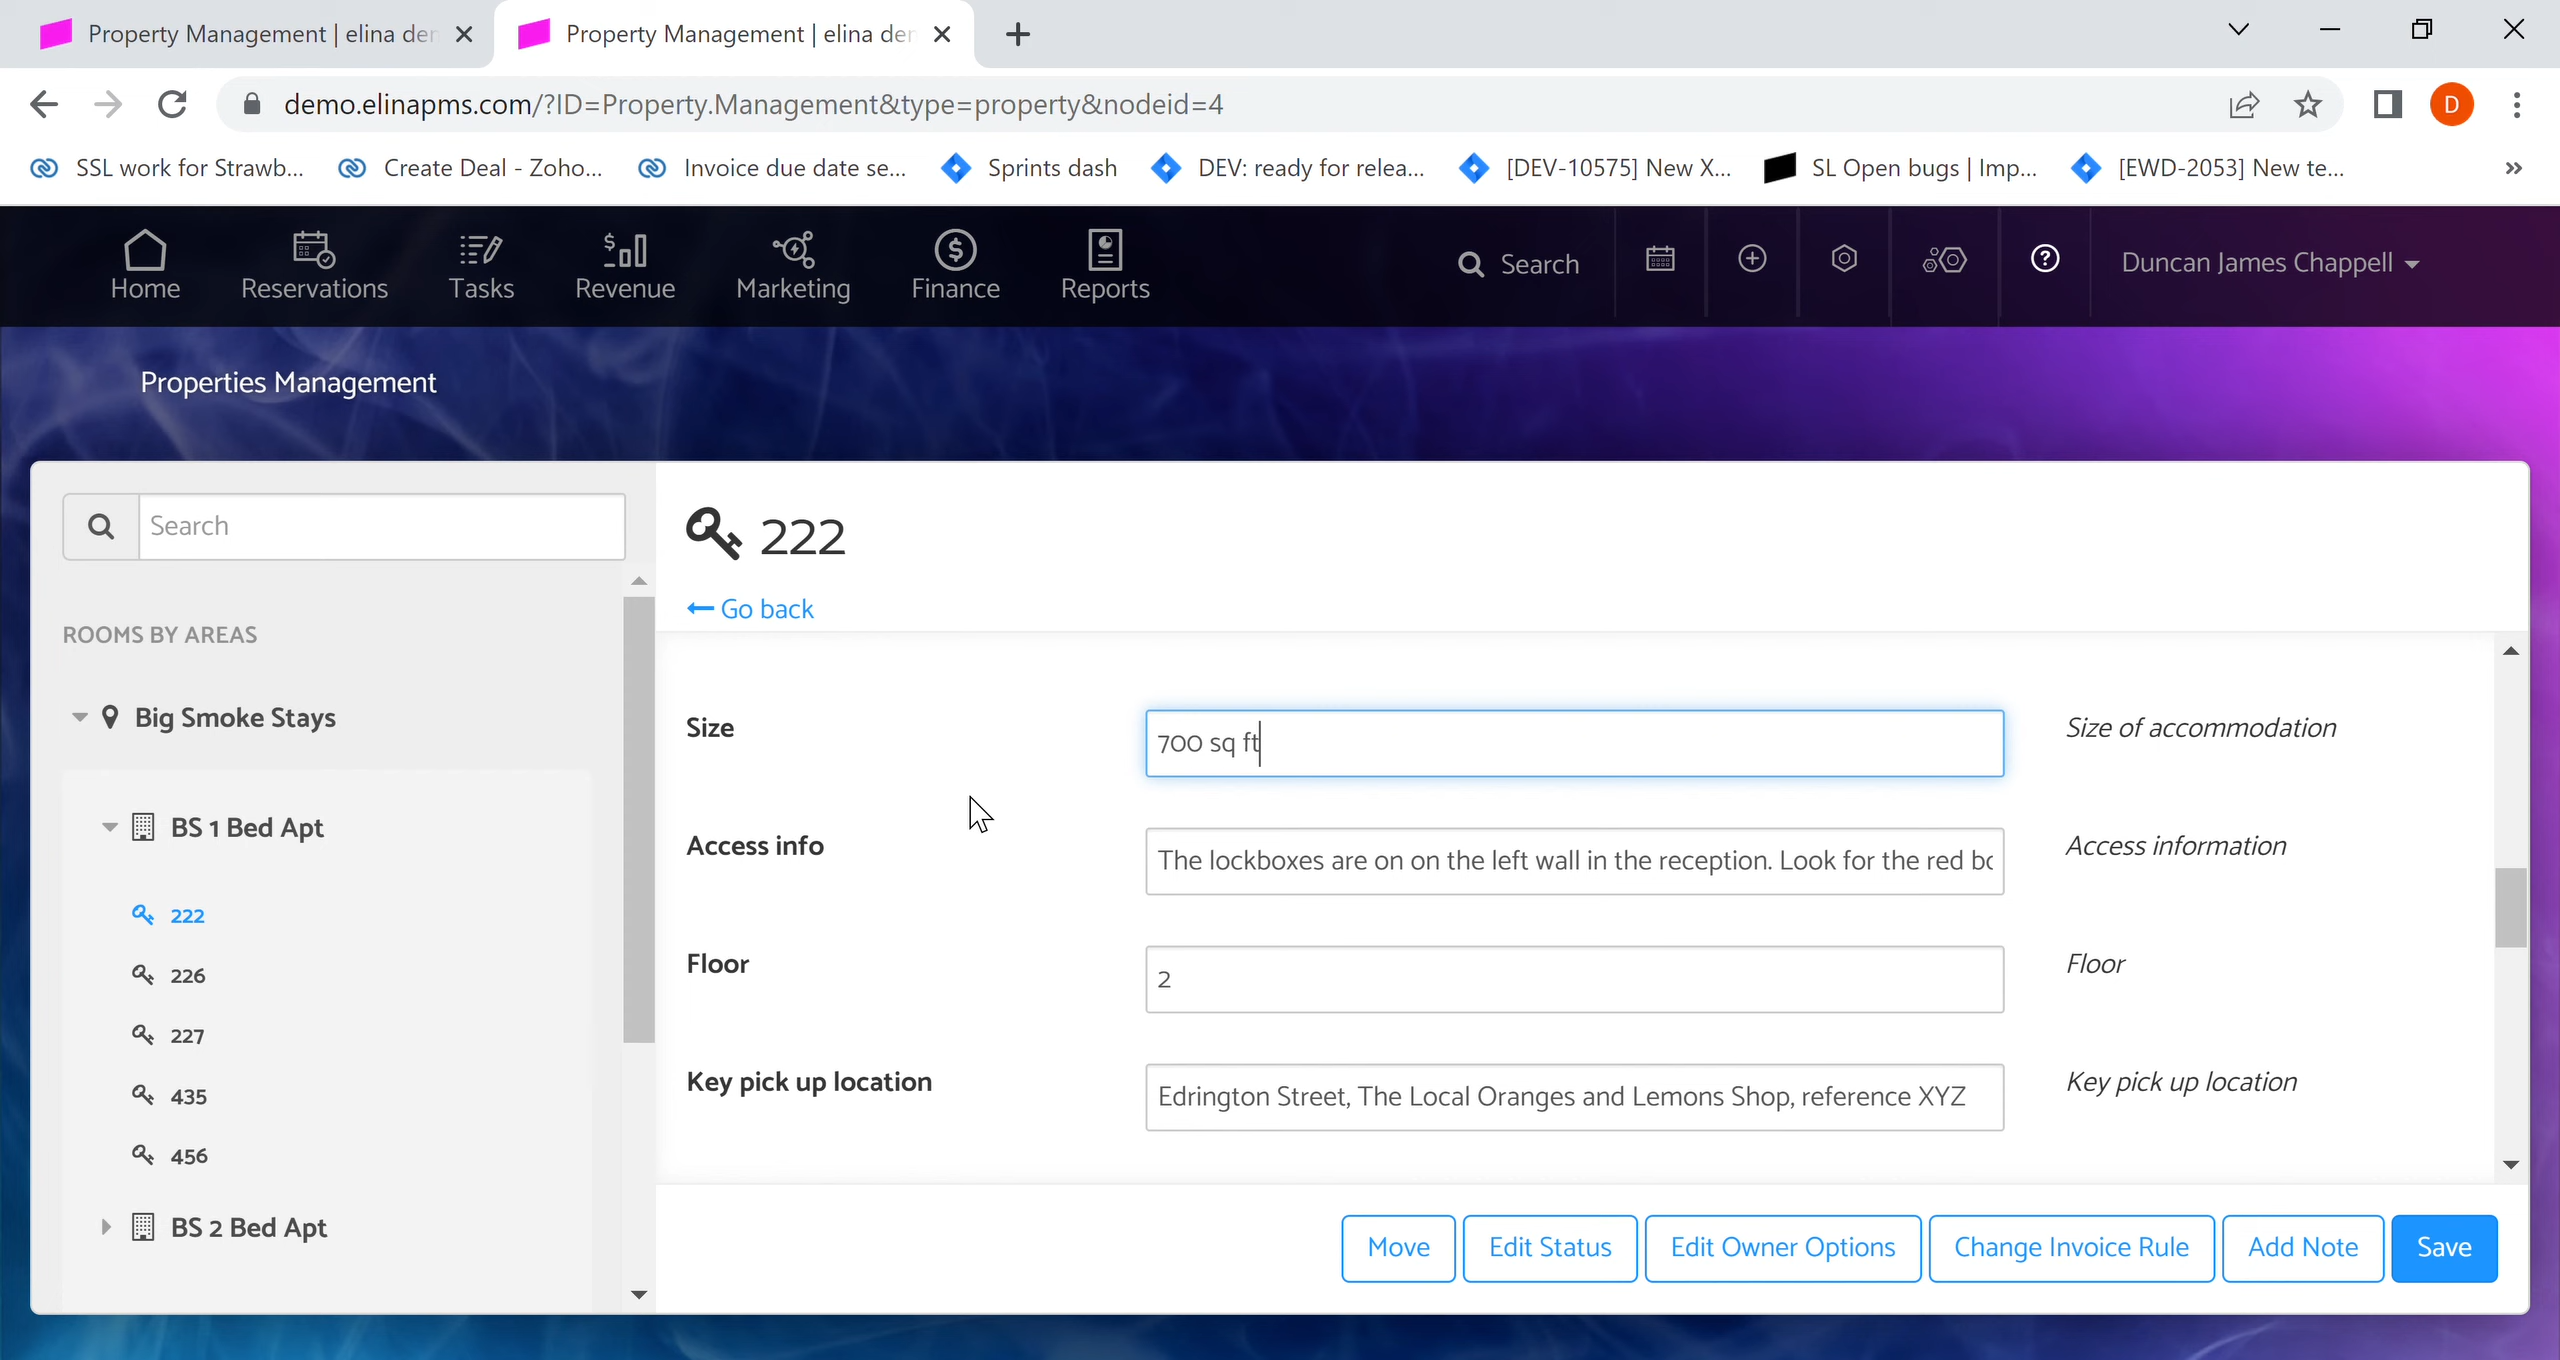 Property Management | elina der
Property Management | elina der
demo.elinapms.com/?ID=Property.Management&type=property&nodeid=4
D
SSL work for Strawb...
Create Deal - Zoho...
Invoice due date se...
Sprints dash
DEV: ready for relea...
[DEV-10575] New X...
SL Open bugs | Imp...
[EWD-2053] New te...
»
Home
Reservations
Tasks
Revenue
Marketing
Finance
Reports
Search
Duncan James Chappell
Properties Management
Search
ROOMS BY AREAS
Big Smoke Stays
BS 1 Bed Apt
222
226
227
435
456
BS 2 Bed Apt
222
Go back
Size
700 sq ft
Size of accommodation
Access info
The lockboxes are on on the left wall in the reception. Look for the red bo
Access information
Floor
2
Floor
Key pick up location
Edrington Street, The Local Oranges and Lemons Shop, reference XYZ
Key pick up location
Move
Edit Status
Edit Owner Options
Change Invoice Rule
Add Note
Save